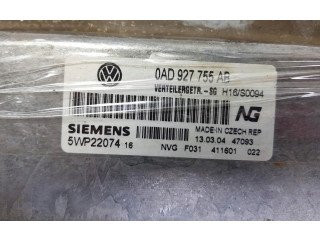 0AD 927 755 AB
VERTEILERGETR.-SG H16/S0094
NG
SIEMENS
MADE-IN CZECH REP
5WP22074 16
13.03.04 47093
NVG F031 411601 022